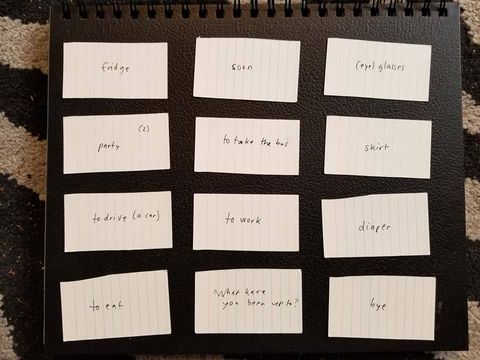 fridge
soon
(eye) glasses
(2)
party
to take the bus
skirt
to drive (a car)
to work
diaper
to eat
What have
you been up to?
bye